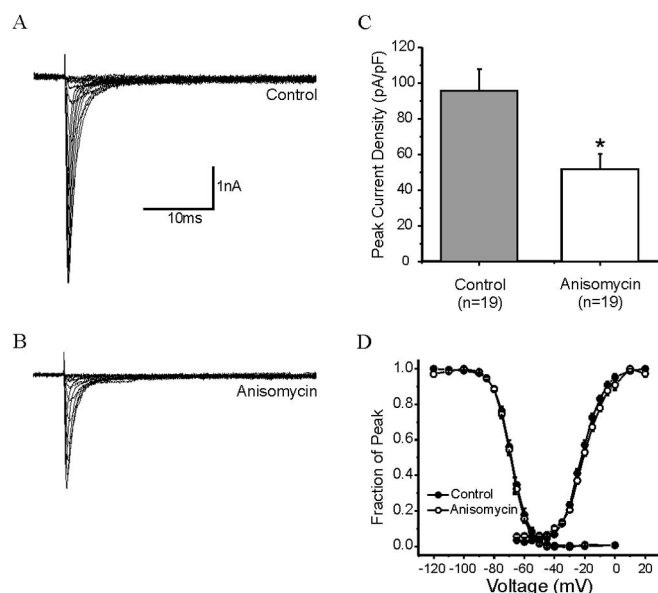 A
Control
1nA
10ms
B
Anisomycin
C
Peak Current Density (pA/pF)
120
100
80
60
40
20
0
*
Control
(n=19)
Anisomycin
(n=19)
D
Fraction of Peak
1.0
0.8
0.6
0.4
0.2
0.0
Control
Anisomycin
-120 -100 -80 -60 -40 -20 0 20
Voltage (mV)